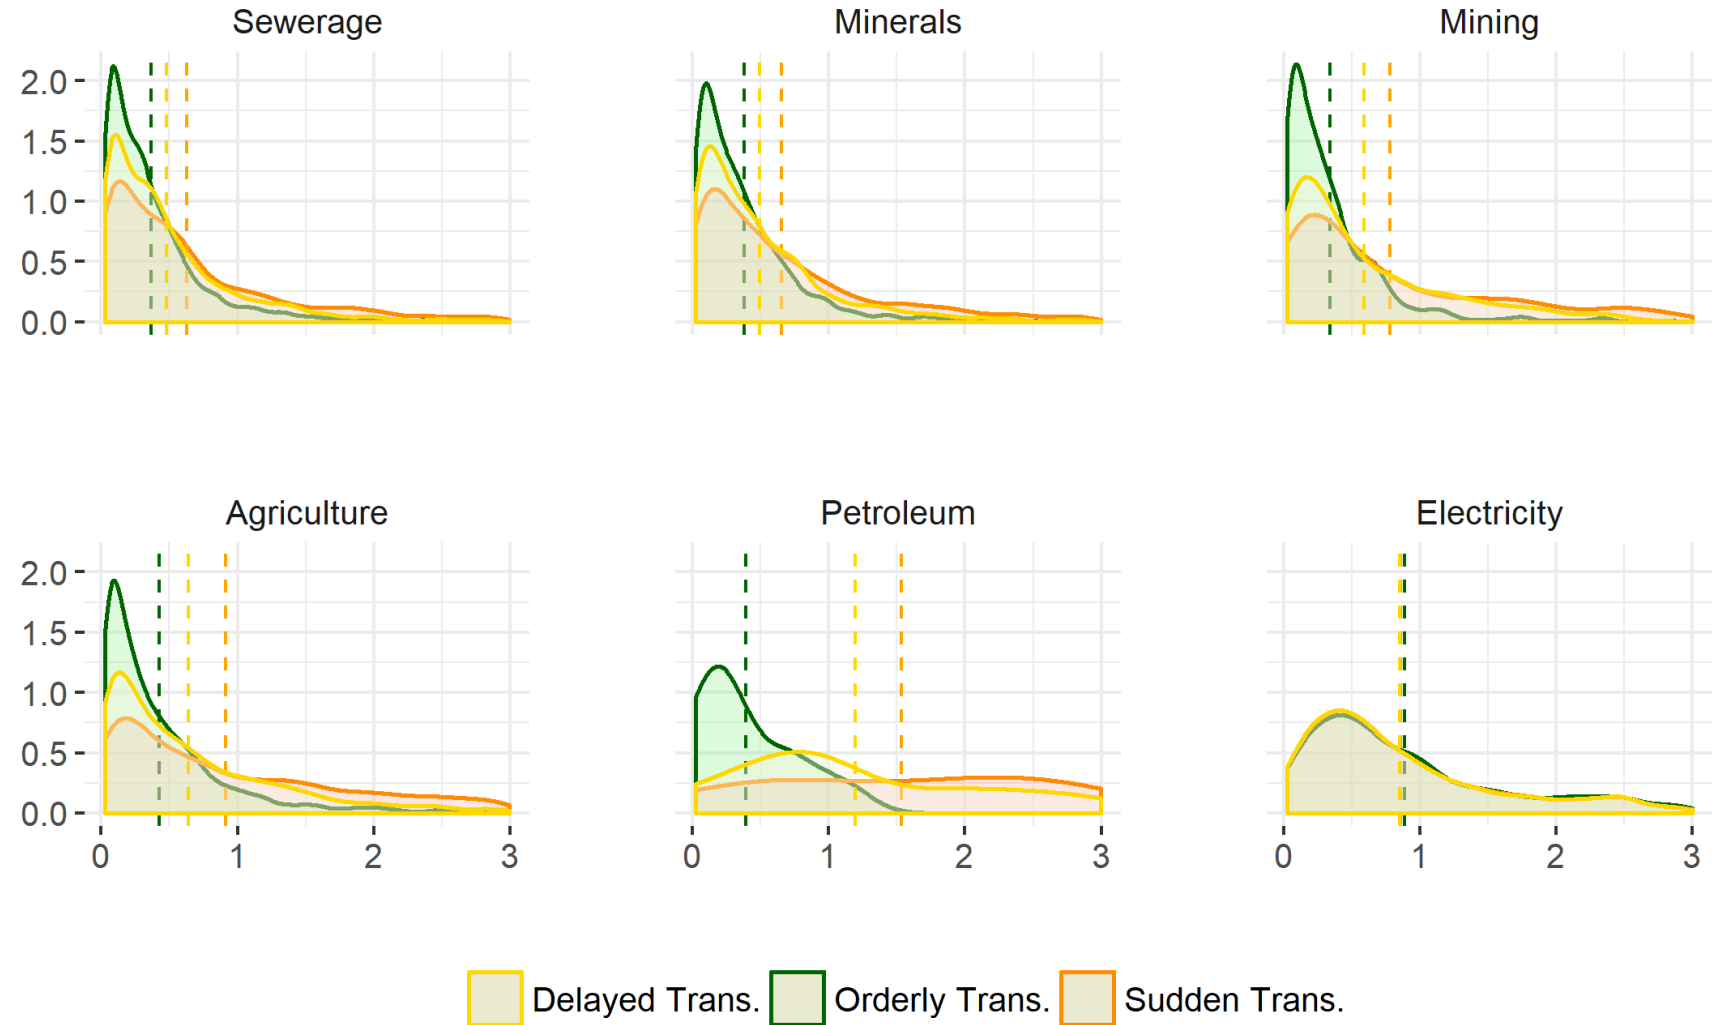 Sewerage
Minerals
Mining
2.0
1.5
1.0
0.5
0.0
Agriculture
Petroleum
Electricity
2.0
1.5
1.0
0.5
0.0
0 1 2 3
0 1 2 3
0 1 2 3
Delayed Trans. Orderly Trans. Sudden Trans.